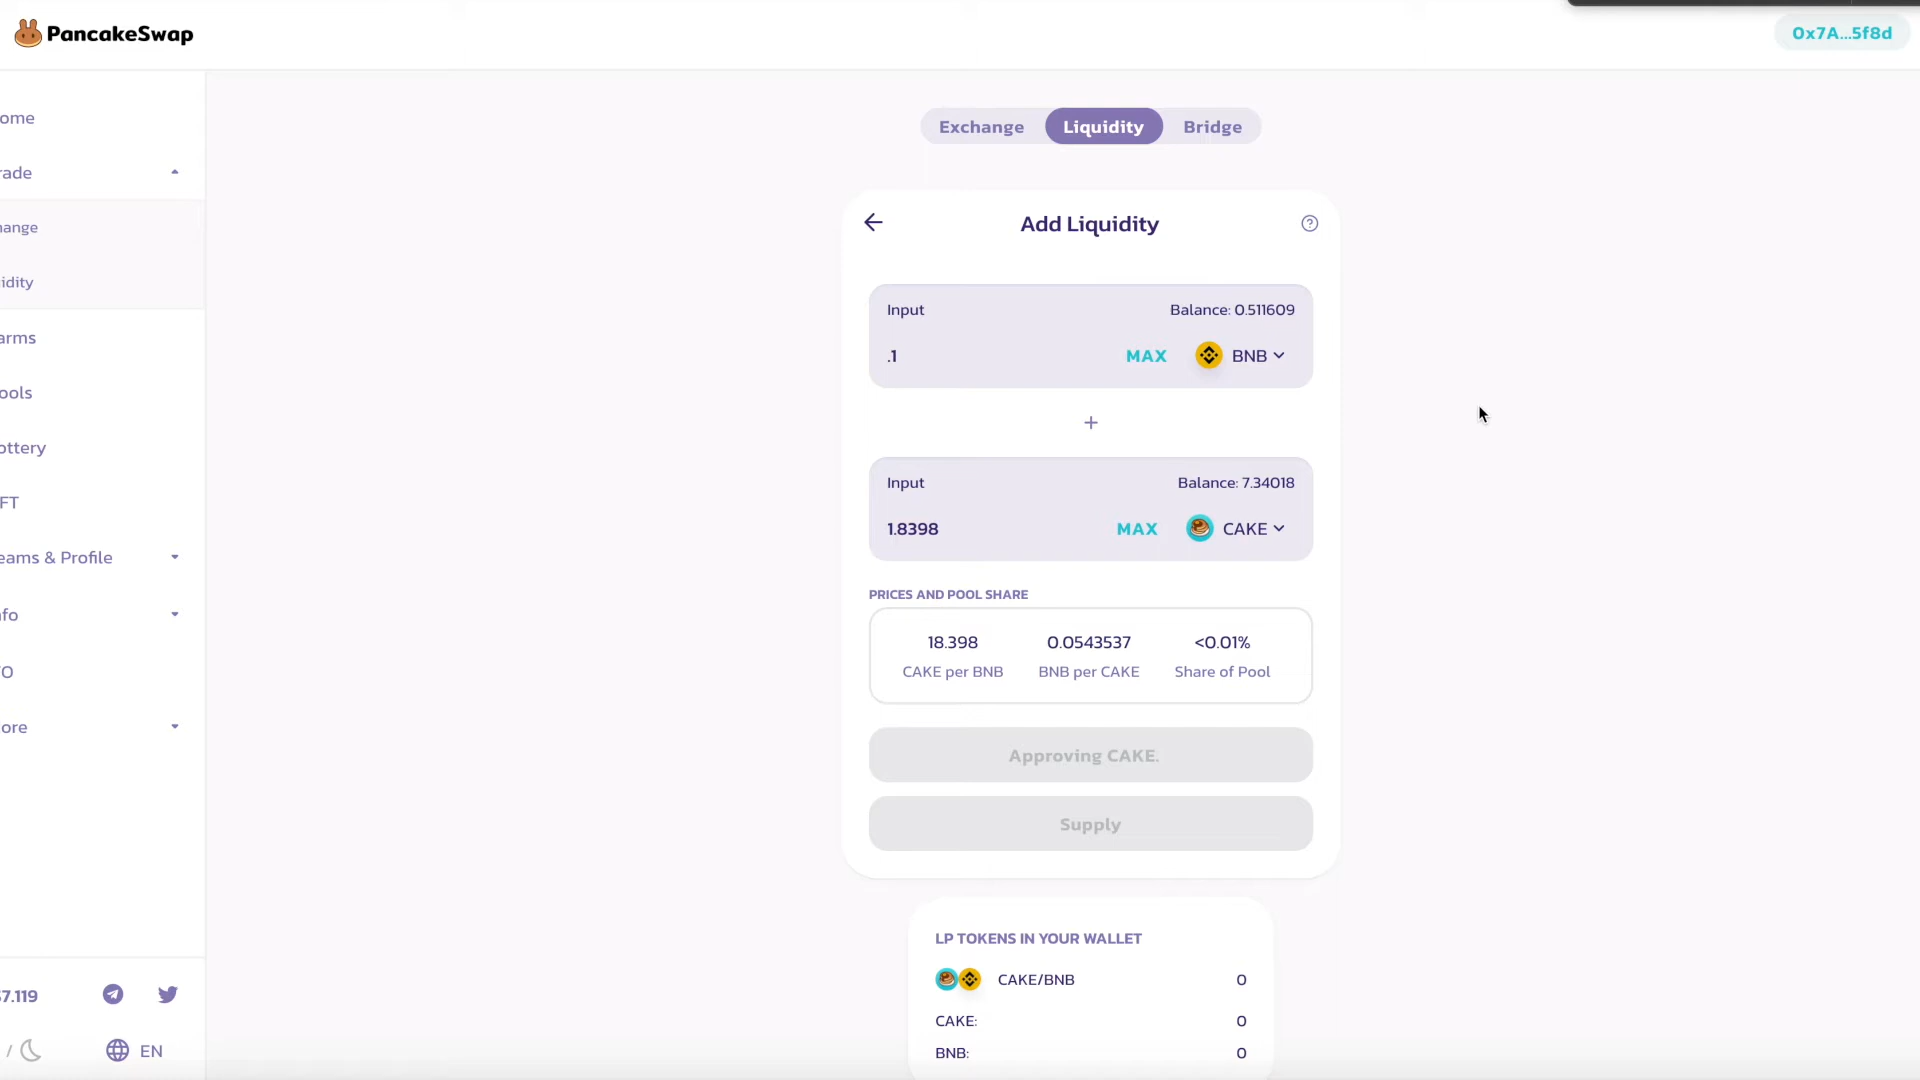 PancakeSwap
0x7A...5f8d
ome
rade
hange
idity
arms
ools
ottery
FT
eams & Profile
nfo
O
ore
7.119
/
EN
Exchange
Liquidity
Bridge
Add Liquidity
Input
Balance: 0.511609
.1
MAX
BNB
+
Input
Balance: 7.34018
1.8398
MAX
CAKE
PRICES AND POOL SHARE
18.398
0.0543537
<0.01%
CAKE per BNB
BNB per CAKE
Share of Pool
Approving CAKE.
Supply
LP TOKENS IN YOUR WALLET
CAKE/BNB
0
CAKE:
0
BNB:
0